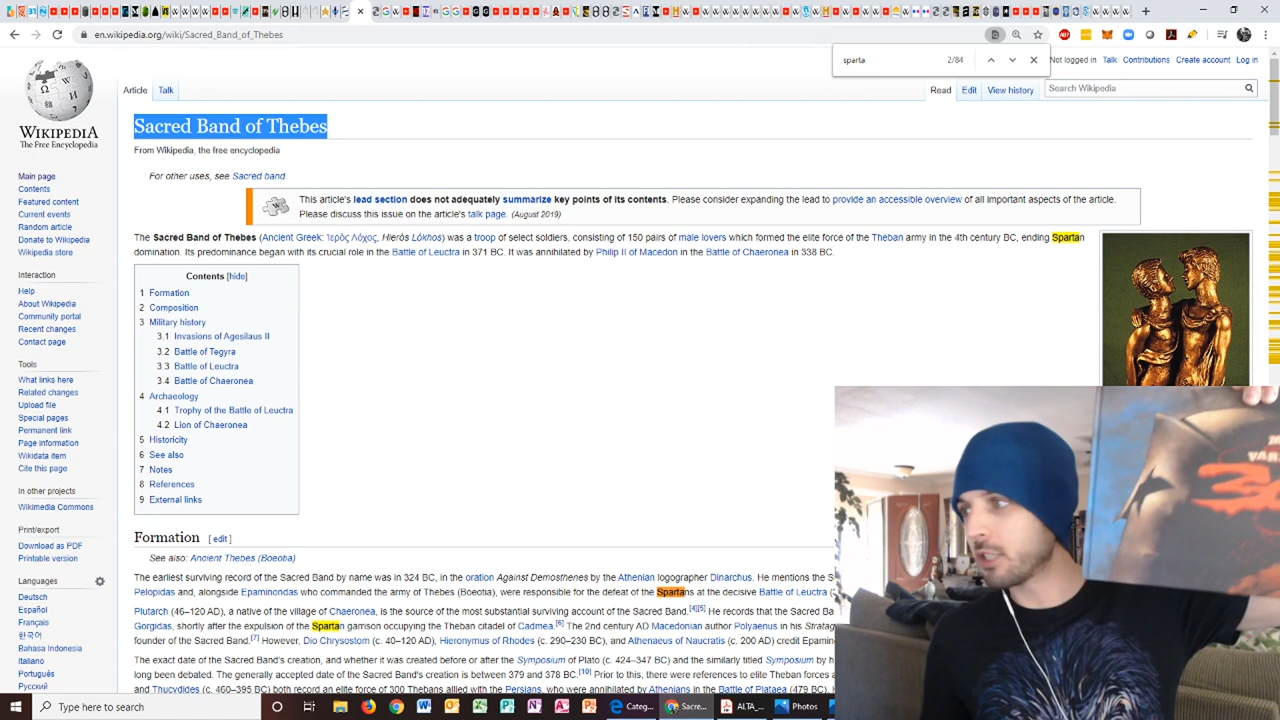 en.wikipedia.org/wiki/Sacred_Band_of_Thebes
sparta 2/84
Not logged in Talk Contributions Create account Log in
Article Talk
Read Edit View history Search Wikipedia
WIKIPEDIA
The Free Encyclopedia
Main page
Contents
Featured content
Current events
Random article
Donate to Wikipedia
Wikipedia store
Interaction
Help
About Wikipedia
Community portal
Recent changes
Contact page
Tools
What links here
Related changes
Upload file
Special pages
Permanent link
Page information
Wikidata item
Cite this page
In other projects
Wikimedia Commons
Print/export
Download as PDF
Printable version
Languages
Deutsch
Español
Français
한국어
Bahasa Indonesia
Italiano
Português
Русский
Sacred Band of Thebes
From Wikipedia, the free encyclopedia
For other uses, see Sacred band.
This article's lead section does not adequately summarize key points of its contents. Please consider expanding the lead to provide an accessible overview of all important aspects of the article.
Please discuss this issue on the article's talk page. (August 2019)
The Sacred Band of Thebes (Ancient Greek: Ἱερὸς Λόχος, Hieròs Lókhos) was a troop of select soldiers, consisting of 150 pairs of male lovers which formed the elite force of the Theban army in the 4th century BC, ending Spartan
domination. Its predominance began with its crucial role in the Battle of Leuctra in 371 BC. It was annihilated by Philip II of Macedon in the Battle of Chaeronea in 338 BC.
Contents [hide]
1 Formation
2 Composition
3 Military history
3.1 Invasions of Agesilaus II
3.2 Battle of Tegyra
3.3 Battle of Leuctra
3.4 Battle of Chaeronea
4 Archaeology
4.1 Trophy of the Battle of Leuctra
4.2 Lion of Chaeronea
5 Historicity
6 See also
7 Notes
8 References
9 External links
Formation [ edit ]
See also: Ancient Thebes (Boeotia)
The earliest surviving record of the Sacred Band by name was in 324 BC, in the oration Against Demosthenes by the Athenian logographer Dinarchus. He mentions the S
Pelopidas and, alongside Epaminondas who commanded the army of Thebes (Boeotia), were responsible for the defeat of the Spartans at the decisive Battle of Leuctra (
Plutarch (46–120 AD), a native of the village of Chaeronea, is the source of the most substantial surviving account of the Sacred Band.[4][5] He records that the Sacred Ba
Gorgidas, shortly after the expulsion of the Spartan garrison occupying the Theban citadel of Cadmea.[6] The 2nd century AD Macedonian author Polyaenus in his Stratag
founder of the Sacred Band.[7] However, Dio Chrysostom (c. 40–120 AD), Hieronymus of Rhodes (c. 290–230 BC), and Athenaeus of Naucratis (c. 200 AD) credit Epamin
The exact date of the Sacred Band's creation, and whether it was created before or after the Symposium of Plato (c. 424–347 BC) and the similarly titled Symposium by h
long been debated. The generally accepted date of the Sacred Band's creation is between 379 and 378 BC.[10] Prior to this, there were references to elite Theban forces a
and Thucydides (c. 460–395 BC) both record an elite force of 300 Thebans allied with the Persians, who were annihilated by Athenians in the Battle of Plataea (479 BC).
Type here to search
Categ...
Sacre...
ALTA_...
Photos